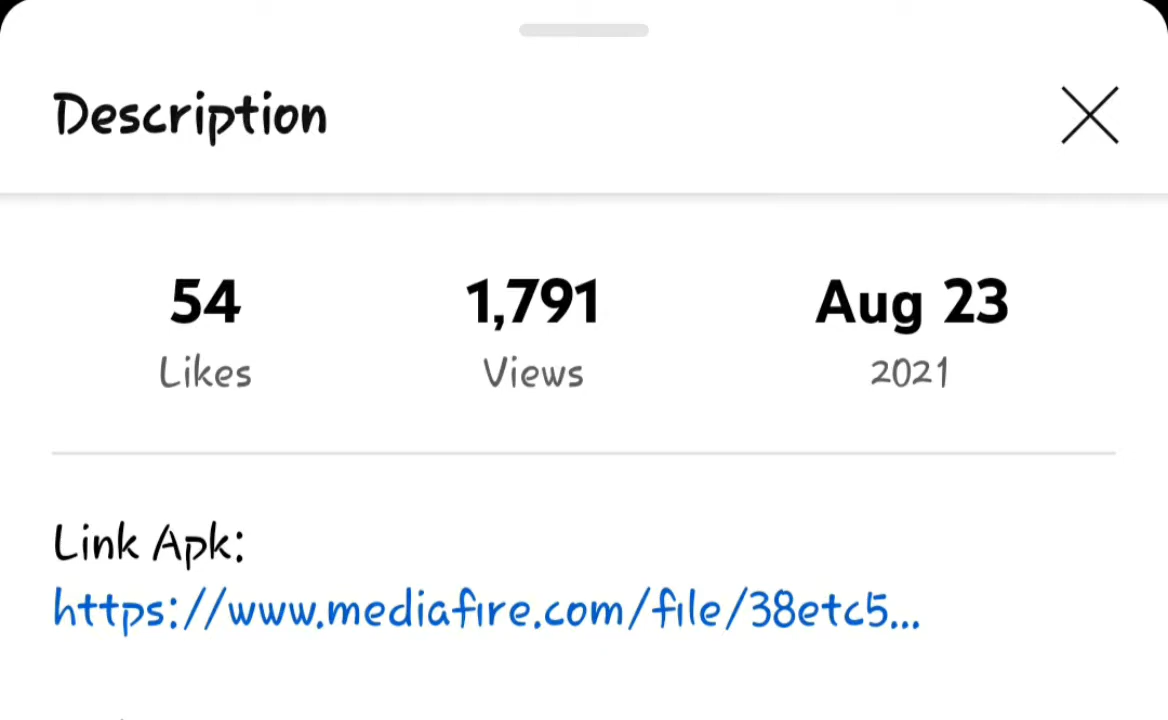 Description
54
1,791
Aug 23
Likes
Views
2021
Link Apk:
https://www.mediafire.com/file/38etc5...